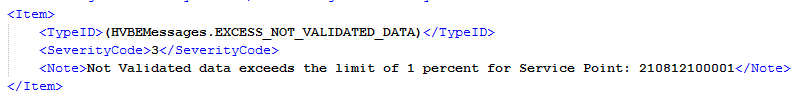 <Item>
<TypeID>(HVBEMessages.EXCESS_NOT_VALIDATED_DATA)</TypeID>
<SeverityCode>3</SeverityCode>
<Note>Not Validated data exceeds the limit of 1 percent for Service Point: 210812100001</Note>
</Item>